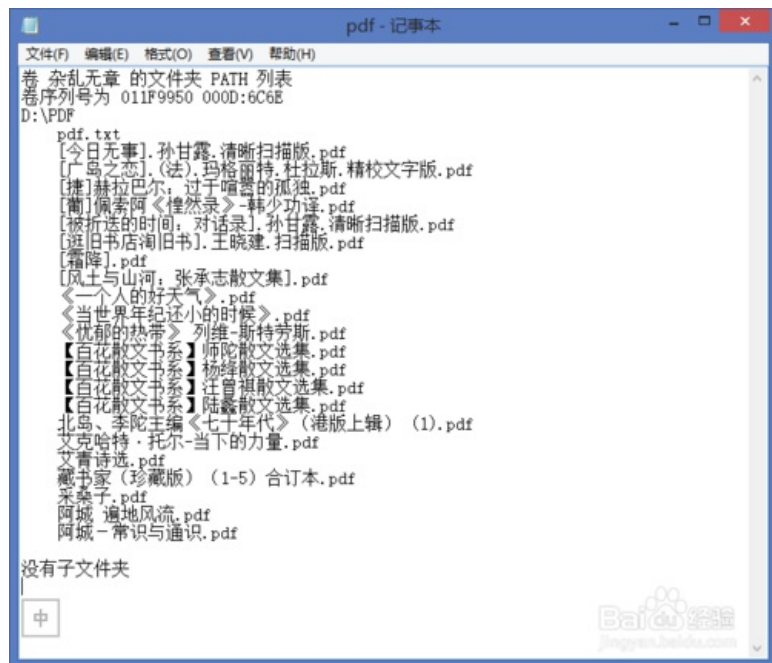 pdf - 记事本
文件(F) 编辑(E) 格式(O) 查看(V) 帮助(H)
卷 杂乱无章 的文件夹 PATH 列表
卷序列号为 011F9950 000D:6C6E
D:\PDF
pdf.txt
[今日无事].孙甘露.清晰扫描版.pdf
[广岛之恋].(法).玛格丽特.杜拉斯.精校文字版.pdf
[捷]赫拉巴尔：过于喧嚣的孤独.pdf
[葡]佩索阿《惶然录》-韩少功译.pdf
[被折迭的时间：对话录].孙甘露.清晰扫描版.pdf
[逛旧书店淘旧书].王晓建.扫描版.pdf
[霜降].pdf
[风土与山河：张承志散文集].pdf
《一个人的好天气》.pdf
《当世界年纪还小的时候》.pdf
《忧郁的热带》 列维-斯特劳斯.pdf
【百花散文书系】师陀散文选集.pdf
【百花散文书系】杨绛散文选集.pdf
【百花散文书系】汪曾祺散文选集.pdf
【百花散文书系】陆蠡散文选集.pdf
北岛、李陀主编《七十年代》（港版上辑） (1).pdf
艾克哈特·托尔-当下的力量.pdf
艾青诗选.pdf
藏书家（珍藏版）（1-5）合订本.pdf
采桑子.pdf
阿城 遍地风流.pdf
阿城－常识与通识.pdf
没有子文件夹
中
Baidu 经验
jingyan.baidu.com